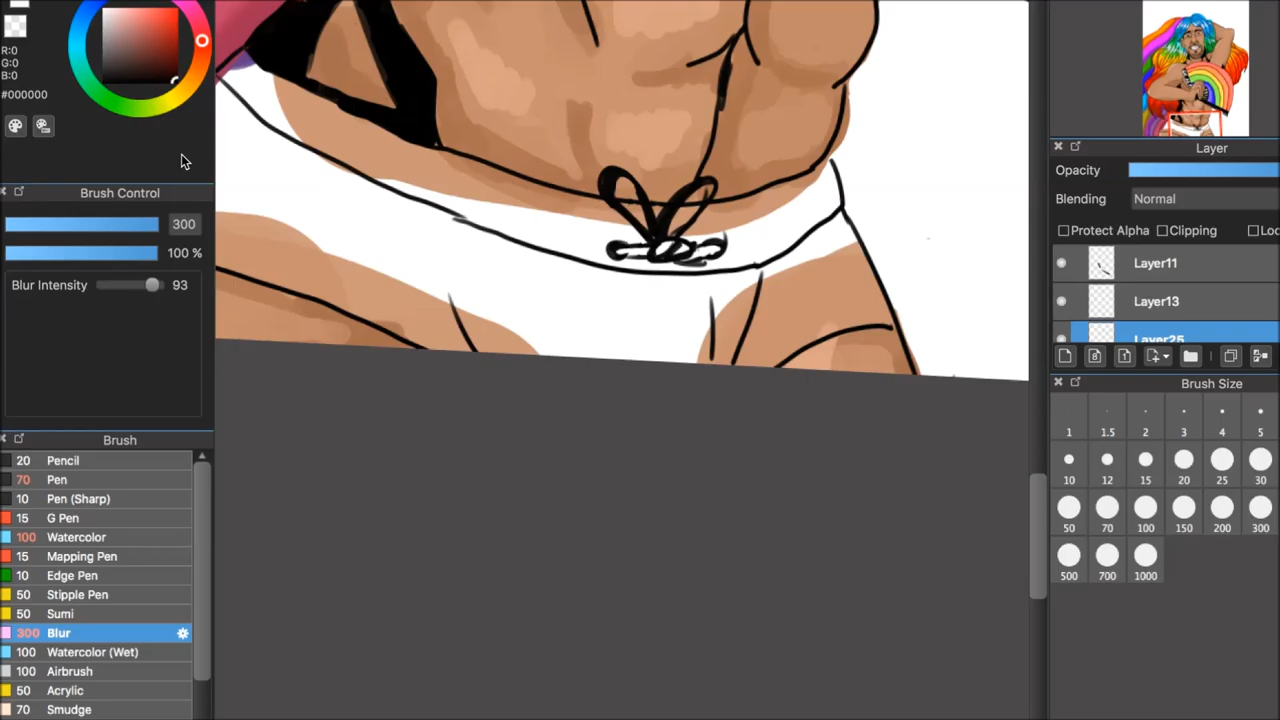 R:0
G:0
B:0
#000000
Brush Control
300
100 %
Blur Intensity 93
Brush
20 Pencil
70 Pen
10 Pen (Sharp)
15 G Pen
100 Watercolor
15 Mapping Pen
10 Edge Pen
50 Stipple Pen
50 Sumi
300 Blur
100 Watercolor (Wet)
100 Airbrush
50 Acrylic
70 Smudge
Layer
Opacity
Blending Normal
Protect Alpha Clipping Loc
Layer11
Layer13
Layer25
Brush Size
1 1.5 2 3 4 5
10 12 15 20 25 30
50 70 100 150 200 300
500 700 1000